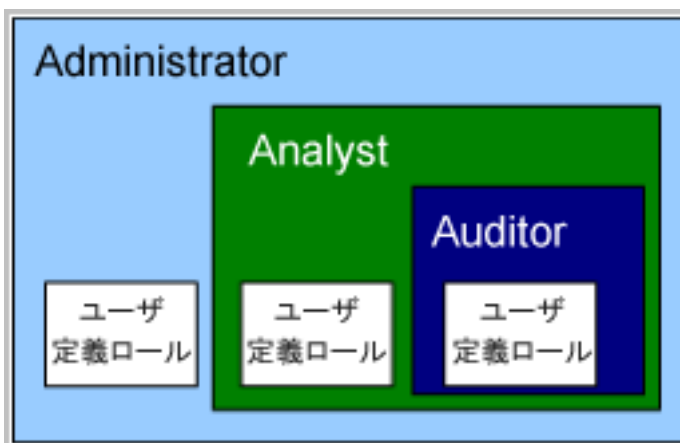 Administrator
Analyst
Auditor
ユーザ
定義ロール
ユーザ
定義ロール
ユーザ
定義ロール